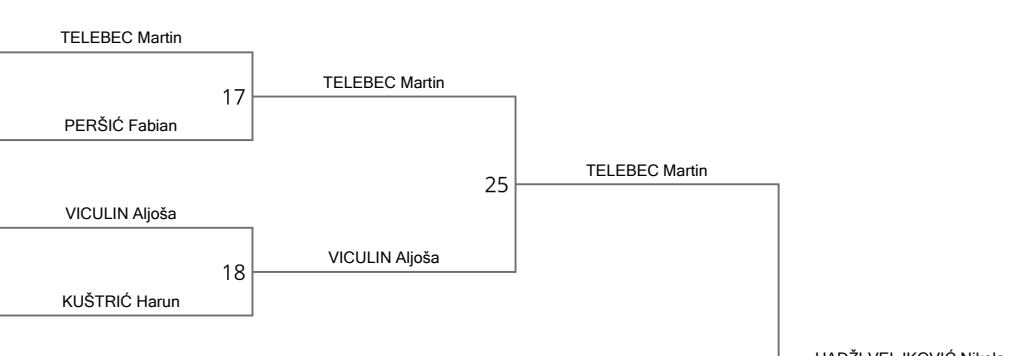 TELEBEC Martin
17
TELEBEC Martin
PERŠIĆ Fabian
25
TELEBEC Martin
VICULIN Aljoša
18
VICULIN Aljoša
KUŠTRIĆ Harun